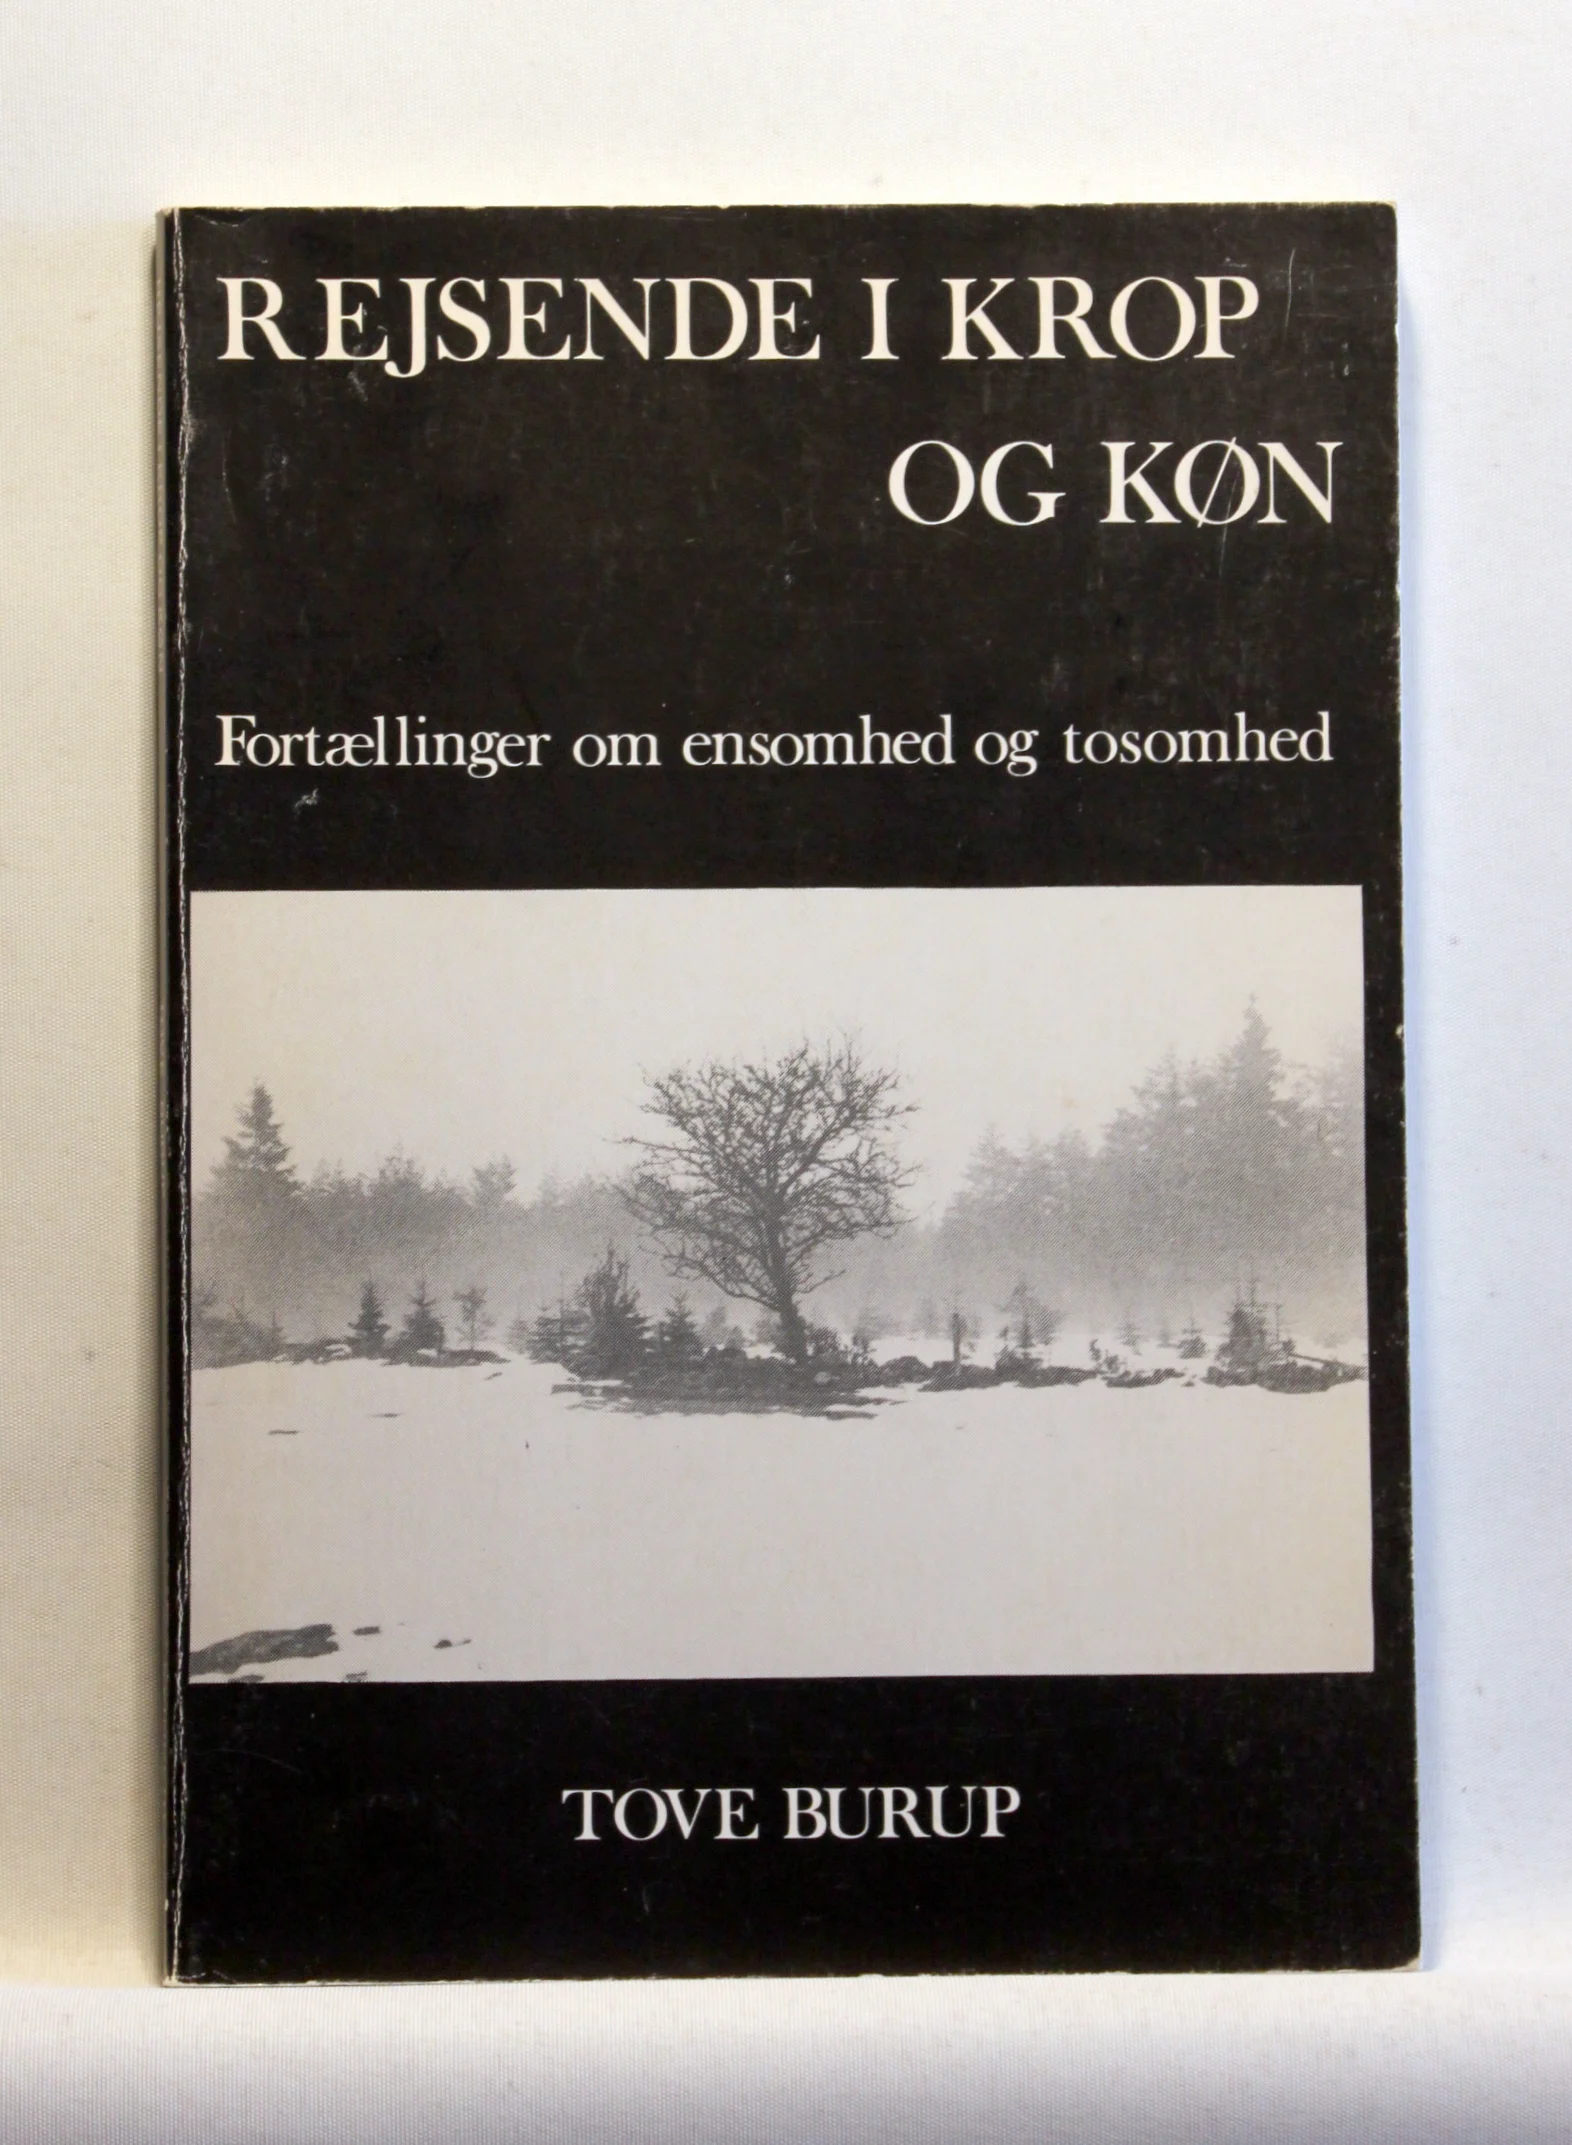 REJSENDE I KROP
OG KØN
Fortællinger om ensomhed og tosomhed
TOVE BURUP